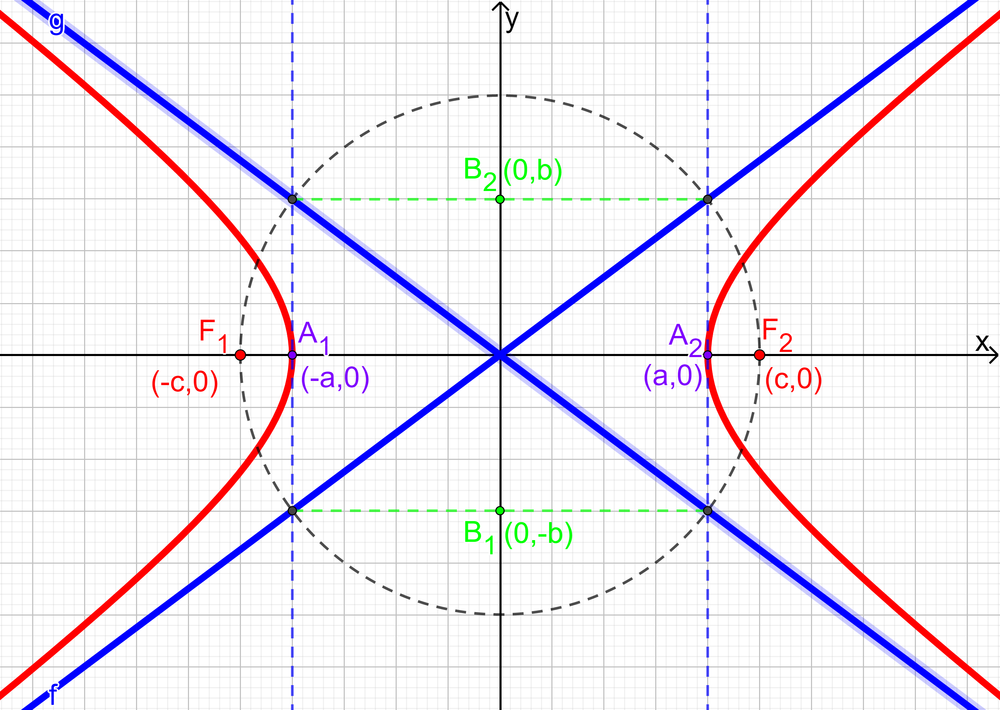 g
y
B2 (0,b)
F1 A1 A2 F2 x
(-c,0) (-a,0) (a,0) (c,0)
B1 (0,-b)
f